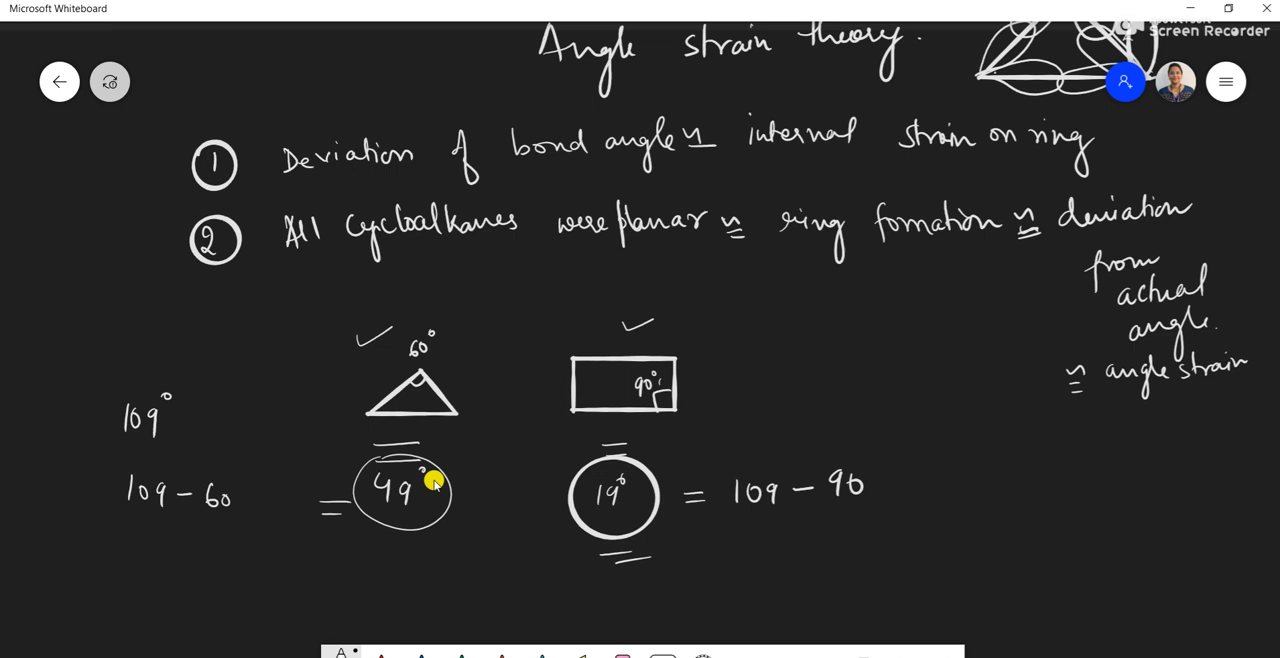 Microsoft Whiteboard
Screen Recorder
Angle strain theory.
1 Deviation of bond angle ⇒ internal strain on ring
2 All cycloalkanes were planar ⇒ ring formation ⇒ deviation
from
actual
angle.
⇒ angle strain
60°
90°
109°
109 - 60 = 49°
19° = 109 - 90
A